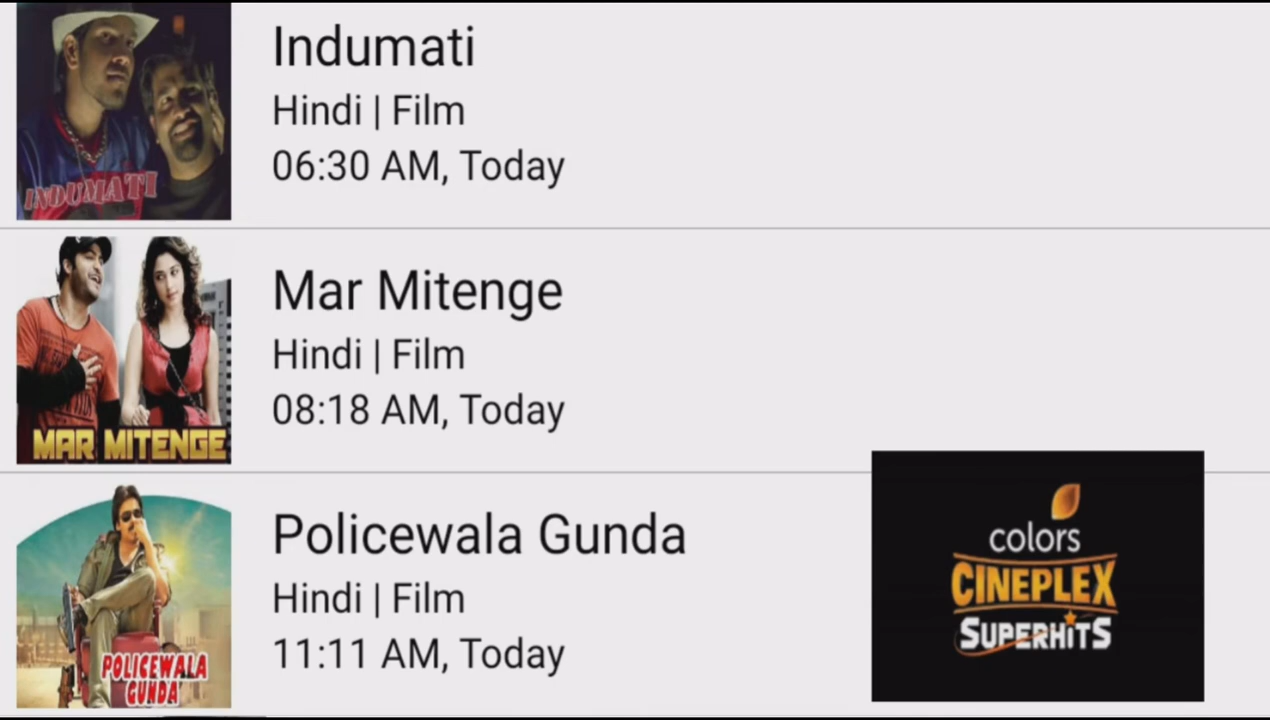 Indumati
Hindi | Film
06:30 AM, Today
INDUMATI
Mar Mitenge
Hindi | Film
08:18 AM, Today
MAR MITENGE
Policewala Gunda
Hindi | Film
11:11 AM, Today
POLICEWALA
GUNDA
colors
CINEPLEX
SUPERHiTS